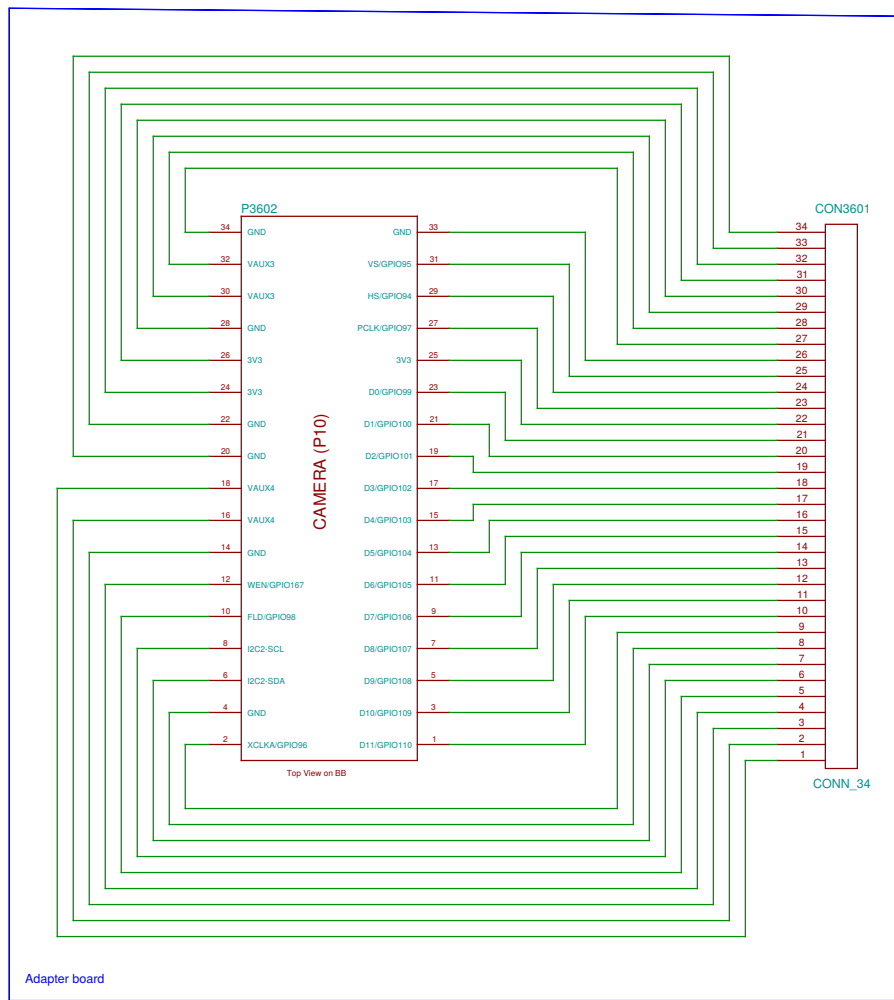 P3602
CON3601
34 GND GND 33
32 VAUX3 VS/GPIO95 31
30 VAUX3 HS/GPIO94 29
28 GND PCLK/GPIO97 27
26 3V3 3V3 25
24 3V3 D0/GPIO99 23
22 GND D1/GPIO100 21
20 GND D2/GPIO101 19
18 VAUX4 D3/GPIO102 17
16 VAUX4 D4/GPIO103 15
14 GND D5/GPIO104 13
12 WEN/GPIO167 D6/GPIO105 11
10 FLD/GPIO98 D7/GPIO106 9
8 I2C2-SCL D8/GPIO107 7
6 I2C2-SDA D9/GPIO108 5
4 GND D10/GPIO109 3
2 XCLKA/GPIO96 D11/GPIO110 1
CAMERA (P10)
Top View on BB
34
33
32
31
30
29
28
27
26
25
24
23
22
21
20
19
18
17
16
15
14
13
12
11
10
9
8
7
6
5
4
3
2
1
CONN_34
Adapter board